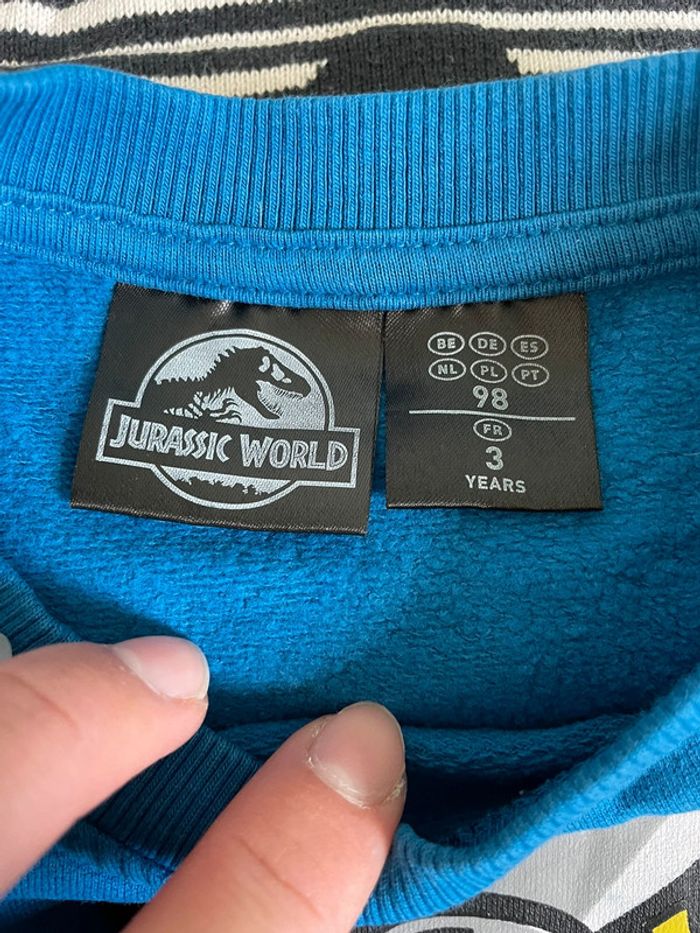 JURASSIC WORLD
BE DE ES
NL PL PT
98
FR
3
YEARS